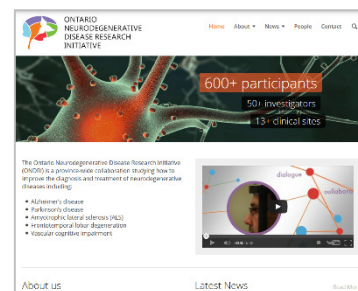 ONTARIO
NEURODEGENERATIVE
DISEASE RESEARCH
INITIATIVE
Home About News People Contact
600+ participants
50+ investigators
13+ clinical sites
The Ontario Neurodegenerative Disease Research Initiative
(ONDRI) is a province-wide collaboration studying how to
improve the diagnosis and treatment of neurodegenerative
diseases including:
Alzheimer's disease
Parkinson's disease
Amyotrophic lateral sclerosis (ALS)
Frontotemporal lobar degeneration
Vascular cognitive impairment
dialogue
About us
Latest News
Read More